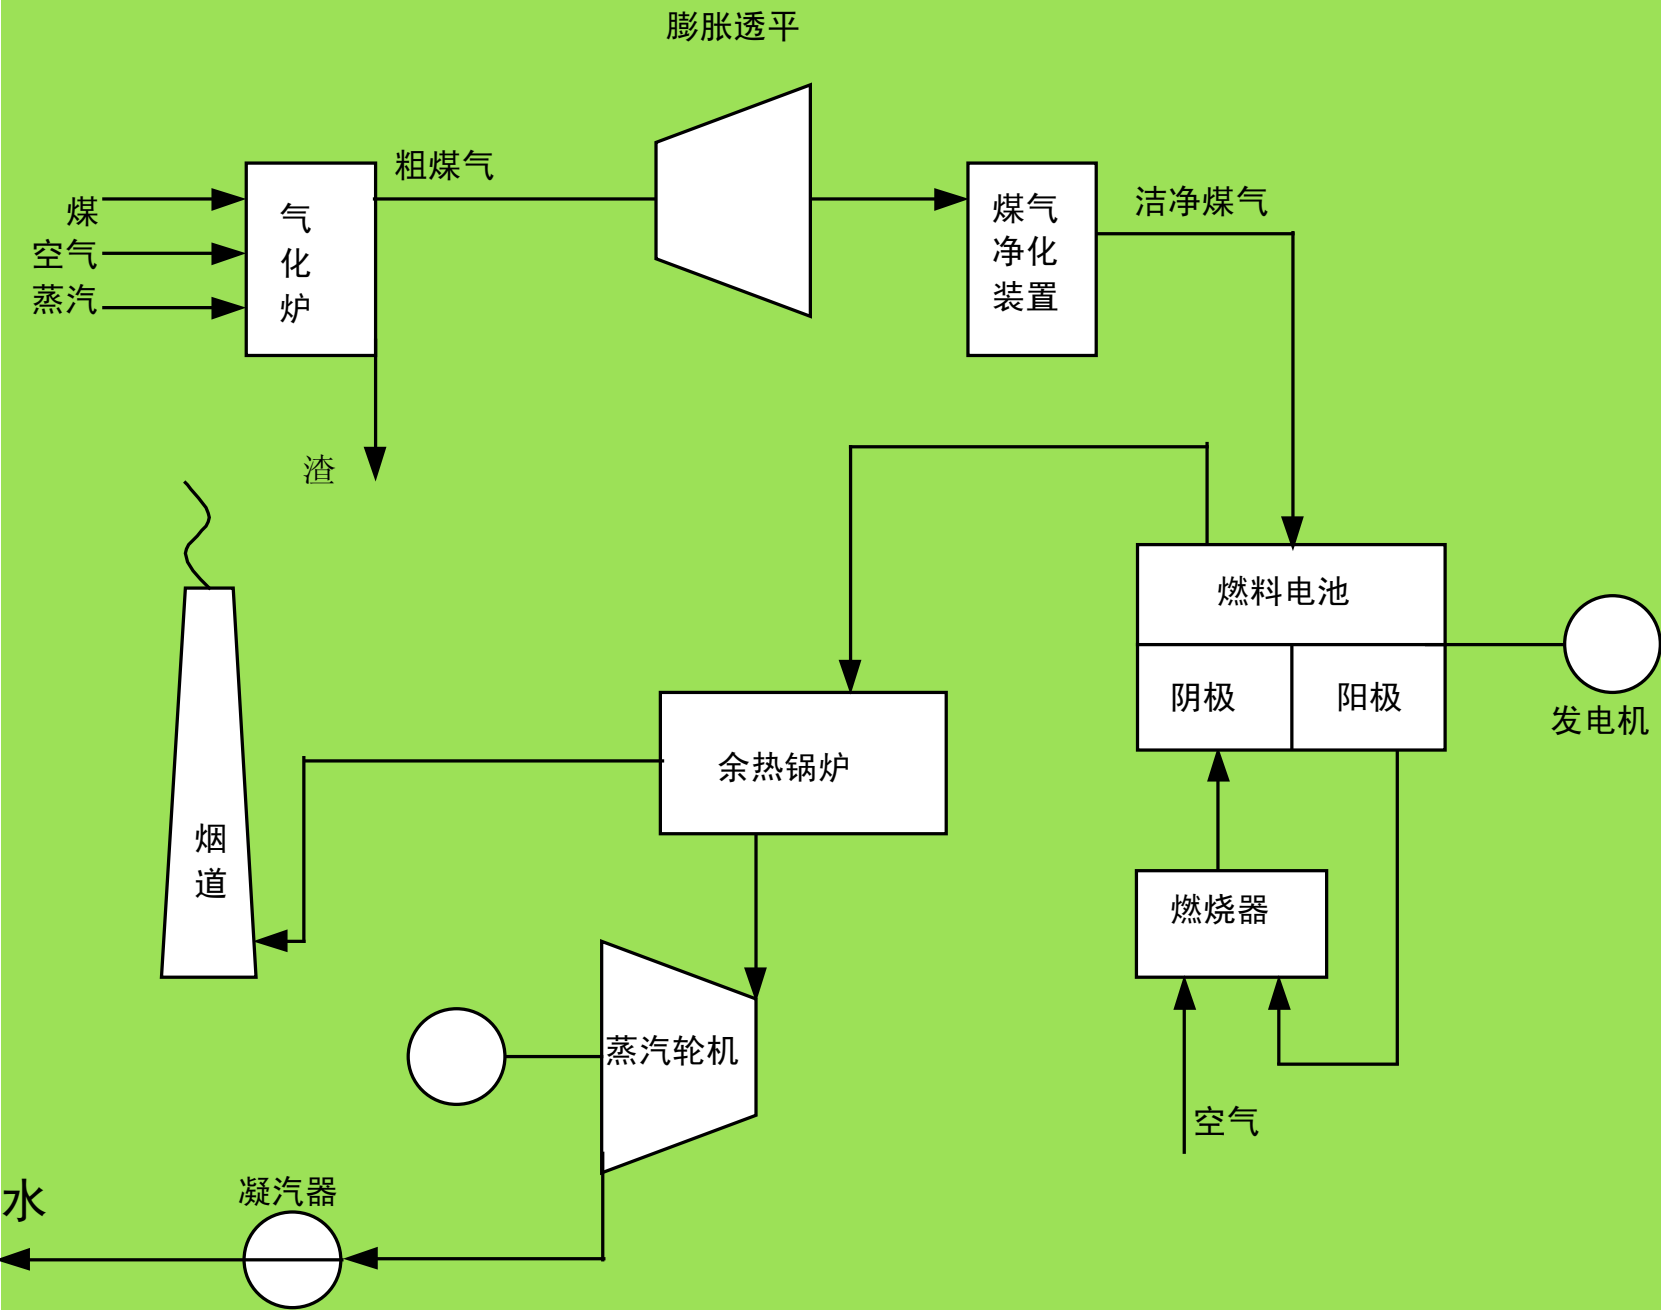 膨胀透平
粗煤气
煤
空气
蒸汽
气
化
炉
煤气
净化
装置
洁净煤气
渣
燃料电池
阴极
阳极
发电机
余热锅炉
烟
道
燃烧器
蒸汽轮机
空气
凝汽器
水